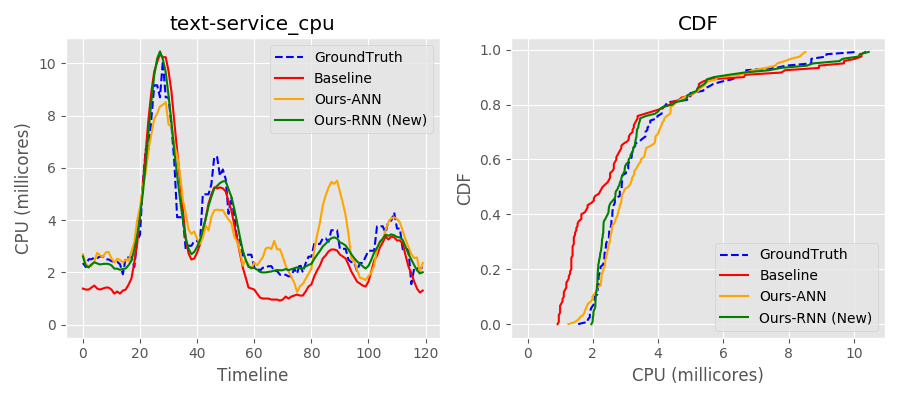 text-service_cpu
CPU (millicores)
10
8
6
4
2
0
0
20
40
60
80
100
120
Timeline
GroundTruth
Baseline
Ours-ANN
Ours-RNN (New)
CDF
CDF
1.0
0.8
0.6
0.4
0.2
0.0
0
2
4
6
8
10
CPU (millicores)
GroundTruth
Baseline
Ours-ANN
Ours-RNN (New)